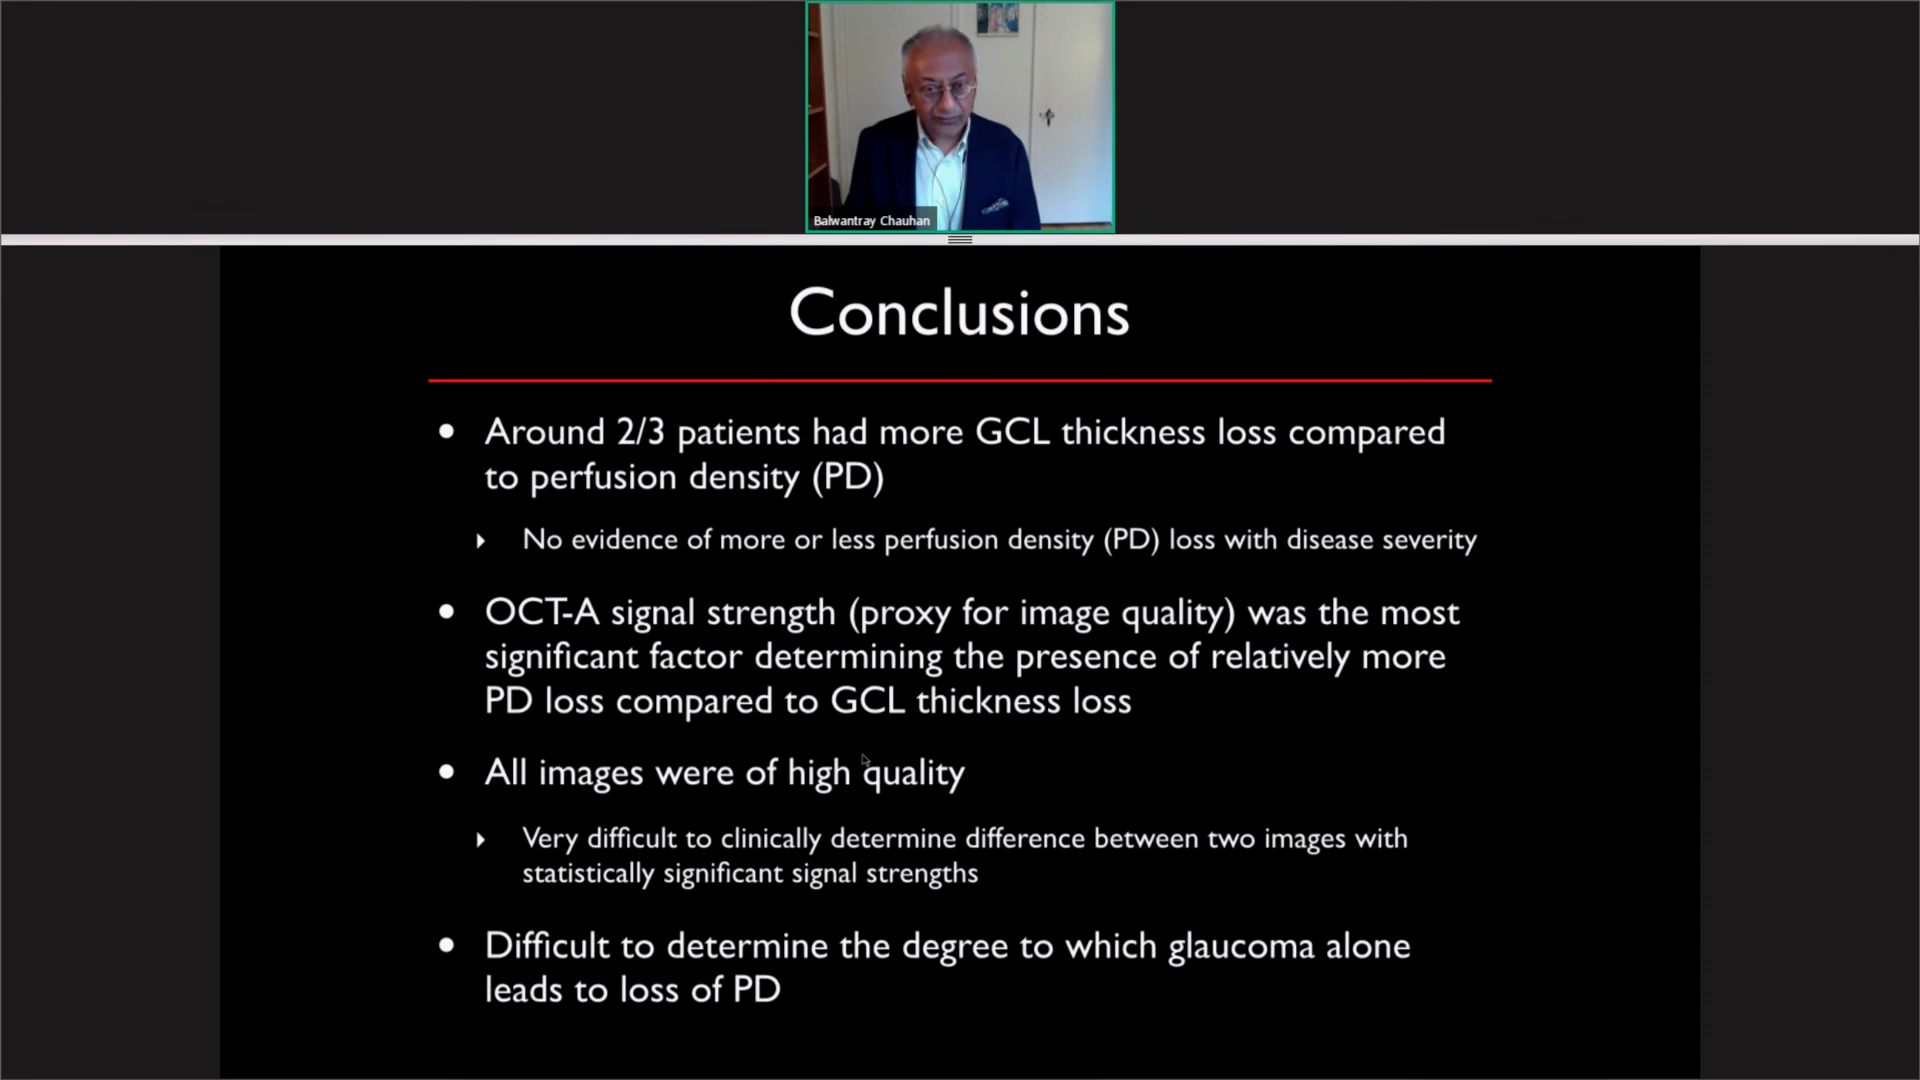 Balwantray Chauhan
Conclusions
• Around 2/3 patients had more GCL thickness loss compared
to perfusion density (PD)
‣ No evidence of more or less perfusion density (PD) loss with disease severity
• OCT-A signal strength (proxy for image quality) was the most
significant factor determining the presence of relatively more
PD loss compared to GCL thickness loss
• All images were of high quality
‣ Very difficult to clinically determine difference between two images with
statistically significant signal strengths
• Difficult to determine the degree to which glaucoma alone
leads to loss of PD